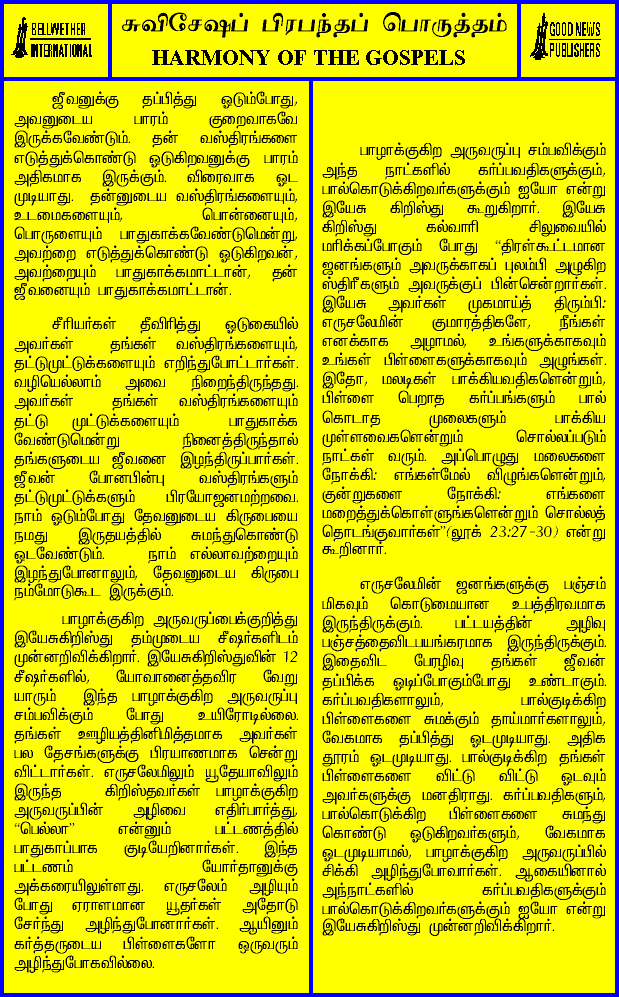 BELLWETHER
INTERNATIONAL
சுவிசேஷப் பிரபந்தப் பொருத்தம்
HARMONY OF THE GOSPELS
GOOD NEWS
PUBLISHERS
ஜீவனுக்கு தப்பித்து ஓடும்போது,
அவனுடைய பாரம் குறைவாகவே
இருக்கவேண்டும். தன் வஸ்திரங்களை
எடுத்துக்கொண்டு ஓடுகிறவனுக்கு பாரம்
அதிகமாக இருக்கும். விரைவாக ஓட
முடியாது. தன்னுடைய வஸ்திரங்களையும்,
உடமைகளையும், பொன்னையும்,
பொருளையும் பாதுகாக்கவேண்டுமென்று,
அவற்றை எடுத்துக்கொண்டு ஓடுகிறவன்,
அவற்றையும் பாதுகாக்கமாட்டான், தன்
ஜீவனையும் பாதுகாக்கமாட்டான்.
சீரியர்கள் தீவிரித்து ஓடுகையில்
அவர்கள் தங்கள் வஸ்திரங்களையும்,
தட்டுமுட்டுக்களையும் எறிந்துபோட்டார்கள்.
வழியெல்லாம் அவை நிறைந்திருந்தது.
அவர்கள் தங்கள் வஸ்திரங்களையும்
தட்டு முட்டுக்களையும் பாதுகாக்க
வேண்டுமென்று நினைத்திருந்தால்
தங்களுடைய ஜீவனை இழந்திருப்பார்கள்.
ஜீவன் போனபின்பு வஸ்திரங்களும்
தட்டுமுட்டுக்களும் பிரயோஜனமற்றவை.
நாம் ஓடும்போது தேவனுடைய கிருபையை
நமது இருதயத்தில் சுமந்துகொண்டு
ஓடவேண்டும். நாம் எல்லாவற்றையும்
இழந்துபோனாலும், தேவனுடைய கிருபை
நம்மோடுகூட இருக்கும்.
பாழாக்குகிற அருவருப்பைக்குறித்து
இயேசுகிறிஸ்து தம்முடைய சீஷர்களிடம்
முன்னறிவிக்கிறார். இயேசுகிறிஸ்துவின் 12
சீஷர்களில், யோவானைத்தவிர வேறு
யாரும் இந்த பாழாக்குகிற அருவருப்பு
சம்பவிக்கும் போது உயிரோடில்லை.
தங்கள் ஊழியத்தினிமித்தமாக அவர்கள்
பல தேசங்களுக்கு பிரயாணமாக சென்று
விட்டார்கள். எருசலேமிலும் யூதேயாவிலும்
இருந்த கிறிஸ்தவர்கள் பாழாக்குகிற
அருவருப்பின் அழிவை எதிர்பார்த்து,
“பெல்லா” என்னும் பட்டணத்தில்
பாதுகாப்பாக குடியேறினார்கள். இந்த
பட்டணம் யோர்தானுக்கு
அக்கரையிலுள்ளது. எருசலேம் அழியும்
போது ஏராளமான யூதர்கள் அதோடு
சேர்ந்து அழிந்துபோனார்கள். ஆயினும்
கர்த்தருடைய பிள்ளைகளோ ஒருவரும்
அழிந்துபோகவில்லை.
பாழாக்குகிற அருவருப்பு சம்பவிக்கும்
அந்த நாட்களில் கர்ப்பவதிகளுக்கும்,
பால்கொடுக்கிறவர்களுக்கும் ஐயோ என்று
இயேசு கிறிஸ்து கூறுகிறார். இயேசு
கிறிஸ்து கல்வாரி சிலுவையில்
மரிக்கப்போகும் போது “திரள்கூட்டமான
ஜனங்களும் அவருக்காகப் புலம்பி அழுகிற
ஸ்திரீகளும் அவருக்குப் பின்சென்றார்கள்.
இயேசு அவர்கள் முகமாய்த் திரும்பி:
எருசலேமின் குமாரத்திகளே, நீங்கள்
எனக்காக அழாமல், உங்களுக்காகவும்
உங்கள் பிள்ளைகளுக்காகவும் அழுங்கள்.
இதோ, மலடிகள் பாக்கியவதிகளென்றும்,
பிள்ளை பெறாத கர்ப்பங்களும் பால்
கொடாத முலைகளும் பாக்கிய
முள்ளவைகளென்றும் சொல்லப்படும்
நாட்கள் வரும். அப்பொழுது மலைகளை
நோக்கி: எங்கள்மேல் விழுங்களென்றும்,
குன்றுகளை நோக்கி: எங்களை
மறைத்துக்கொள்ளுங்களென்றும் சொல்லத்
தொடங்குவார்கள்”(லூக் 23:27-30) என்று
கூறினார்.
எருசலேமின் ஜனங்களுக்கு பஞ்சம்
மிகவும் கொடுமையான உபத்திரவமாக
இருந்திருக்கும். பட்டயத்தின் அழிவு
பஞ்சத்தைவிடபயங்கரமாக இருந்திருக்கும்.
இதைவிட பேரழிவு தங்கள் ஜீவன்
தப்பிக்க ஓடிப்போகும்போது உண்டாகும்.
கர்ப்பவதிகளாலும், பால்குடிக்கிற
பிள்ளைகளை சுமக்கும் தாய்மார்களாலும்,
வேகமாக தப்பித்து ஓடமுடியாது. அதிக
தூரம் ஓடமுடியாது. பால்குடிக்கிற தங்கள்
பிள்ளைகளை விட்டு விட்டு ஓடவும்
அவர்களுக்கு மனதிராது. கர்ப்பவதிகளும்,
பால்கொடுக்கிற பிள்ளைகளை சுமந்து
கொண்டு ஓடுகிறவர்களும், வேகமாக
ஓடமுடியாமல், பாழாக்குகிற அருவருப்பில்
சிக்கி அழிந்துபோவார்கள். ஆகையினால்
அந்நாட்களில் கர்ப்பவதிகளுக்கும்
பால்கொடுக்கிறவர்களுக்கும் ஐயோ என்று
இயேசுகிறிஸ்து முன்னறிவிக்கிறார்.